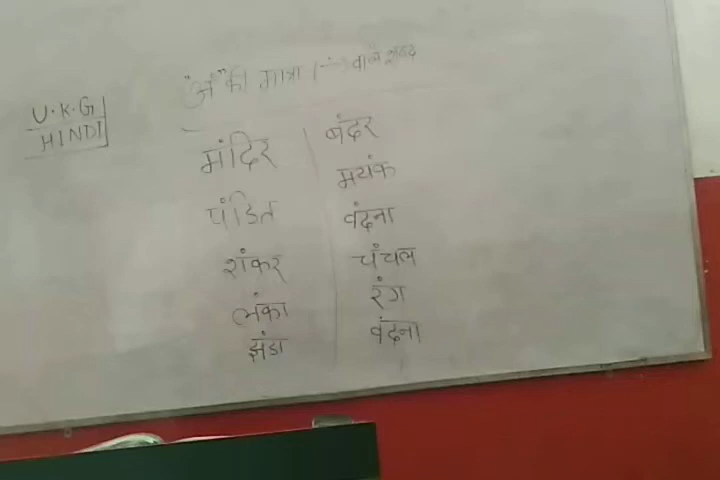 U.K.G
HINDI
"अं" की मात्रा (-ं) वाले शब्द
मंदिर
पंडित
शंकर
लंका
झंडा
बंदर
मयंक
वंदना
चंचल
रंग
वंदना